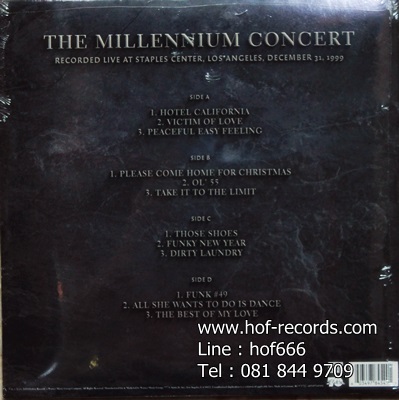 THE MILLENNIUM CONCERT
RECORDED LIVE AT STAPLES CENTER, LOS ANGELES, DECEMBER 31, 1999
SIDE A
1. HOTEL CALIFORNIA
2. VICTIM OF LOVE
3. PEACEFUL EASY FEELING
SIDE B
1. PLEASE COME HOME FOR CHRISTMAS
2. OL' 55
3. TAKE IT TO THE LIMIT
SIDE C
1. THOSE SHOES
2. FUNKY NEW YEAR
3. DIRTY LAUNDRY
SIDE D
1. FUNK #49
2. ALL SHE WANTS TO DO IS DANCE
3. THE BEST OF MY LOVE
www.hof-records.com
Line : hof666
Tel : 081 844 9709